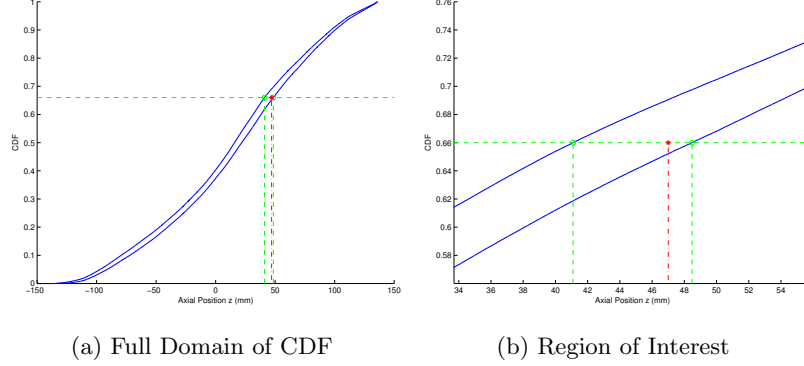 1
0.9
0.8
0.7
0.6
0.5
0.4
0.3
0.2
0.1
0
CDF
−150 −100 −50 0 50 100 150
Axial Position z (mm)
(a) Full Domain of CDF
0.76
0.74
0.72
0.7
0.68
0.66
0.64
0.62
0.6
0.58
CDF
34 36 38 40 42 44 46 48 50 52 54
Axial Position z (mm)
(b) Region of Interest